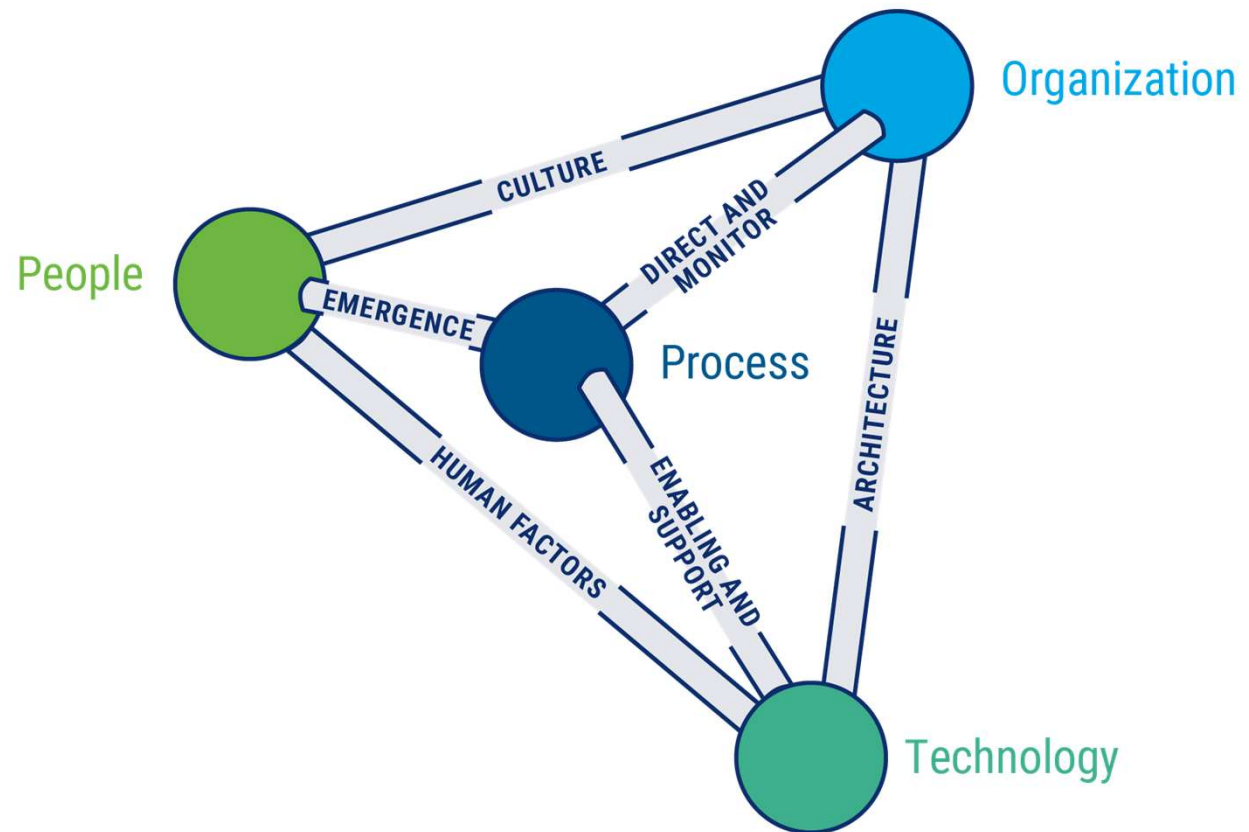 Organization
CULTURE
DIRECT AND
MONITOR
People
EMERGENCE
Process
ARCHITECTURE
HUMAN FACTORS
ENABLING AND
SUPPORT
Technology